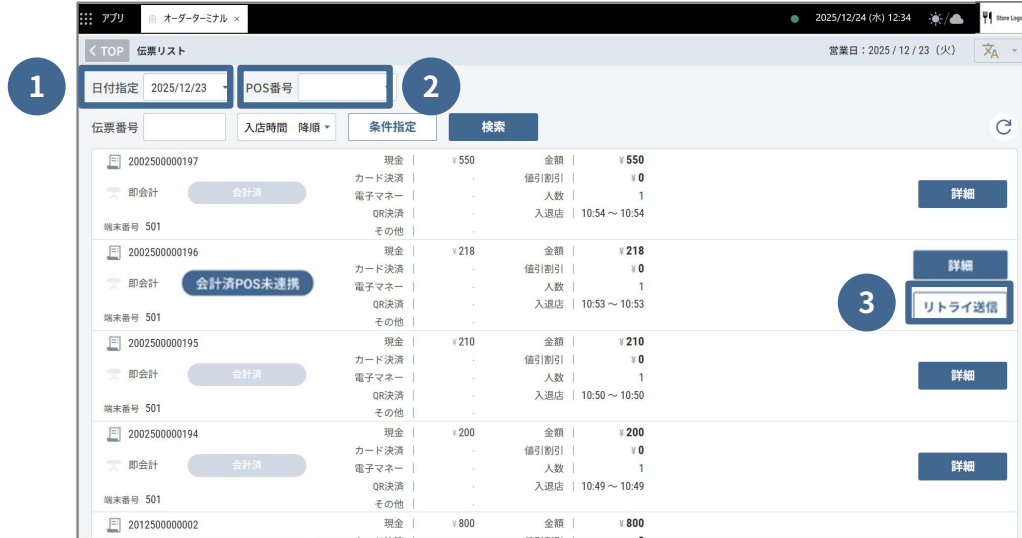 アプリ オーダーターミナル × 2025/12/24 (水) 12:34 Store Logo
< TOP 伝票リスト 営業日：2025 / 12 / 23 （火）
1 日付指定 2025/12/23 POS番号 2
伝票番号 入店時間 降順 条件指定 検索
2002500000197 現金 ¥ 550 金額 ¥ 550
カード決済 - 値引割引 ¥ 0
即会計 会計済 電子マネー - 人数 1 詳細
QR決済 - 入退店 10:54 ～ 10:54
端末番号 501 その他 -
2002500000196 現金 ¥ 218 金額 ¥ 218
カード決済 - 値引割引 ¥ 0 詳細
即会計 会計済POS未連携 電子マネー - 人数 1
QR決済 - 入退店 10:53 ～ 10:53 3 リトライ送信
端末番号 501 その他 -
2002500000195 現金 ¥ 210 金額 ¥ 210
カード決済 - 値引割引 ¥ 0
即会計 会計済 電子マネー - 人数 1 詳細
QR決済 - 入退店 10:50 ～ 10:50
端末番号 501 その他 -
2002500000194 現金 ¥ 200 金額 ¥ 200
カード決済 - 値引割引 ¥ 0
即会計 会計済 電子マネー - 人数 1 詳細
QR決済 - 入退店 10:49 ～ 10:49
端末番号 501 その他 -
2012500000002 現金 ¥ 800 金額 ¥ 800